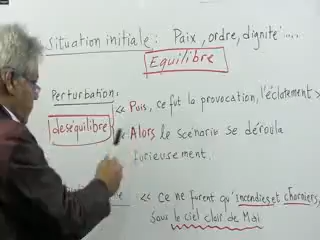 situation initiale : Paix, ordre, dignité....
Equilibre
Perturbation:
« Puis, ce fut la provocation, l'éclatement »
deséquilibre
« Alors le scénario se déroula
furieusement.
« ce ne furent qu'incendies et charniers,
sous le ciel clair de Mai